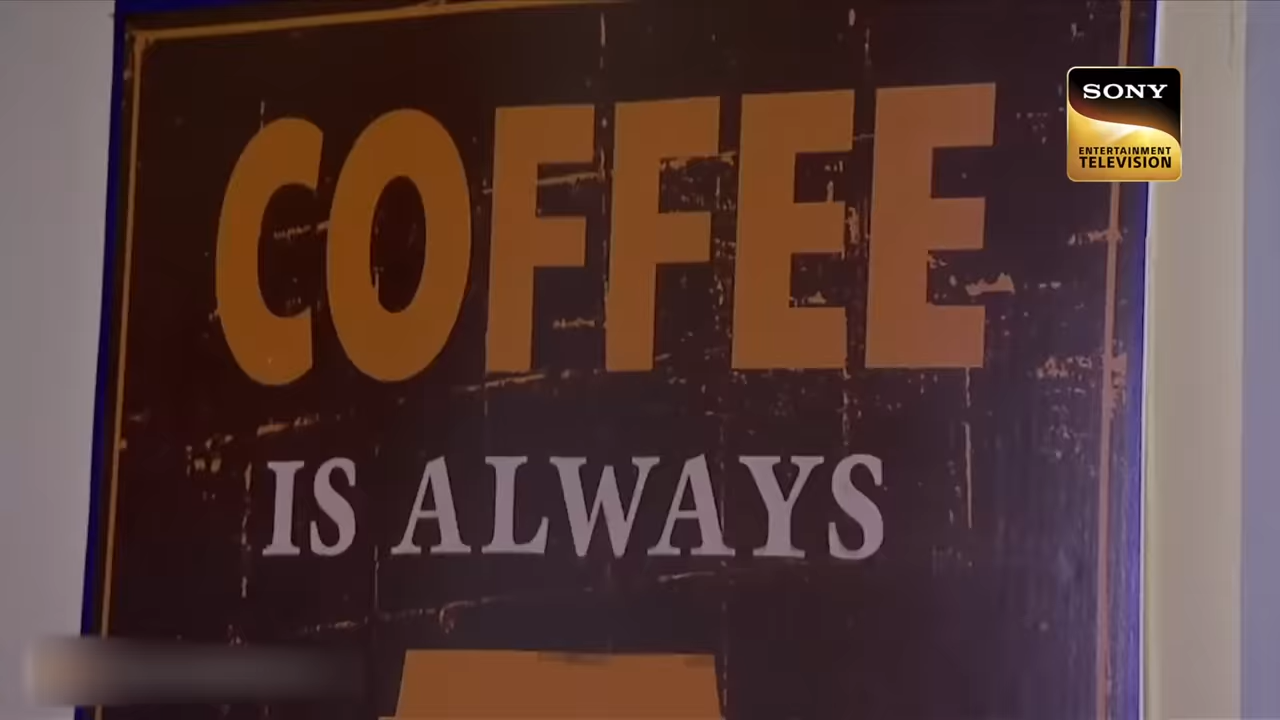 COFFEE
IS ALWAYS
SONY
ENTERTAINMENT
TELEVISION